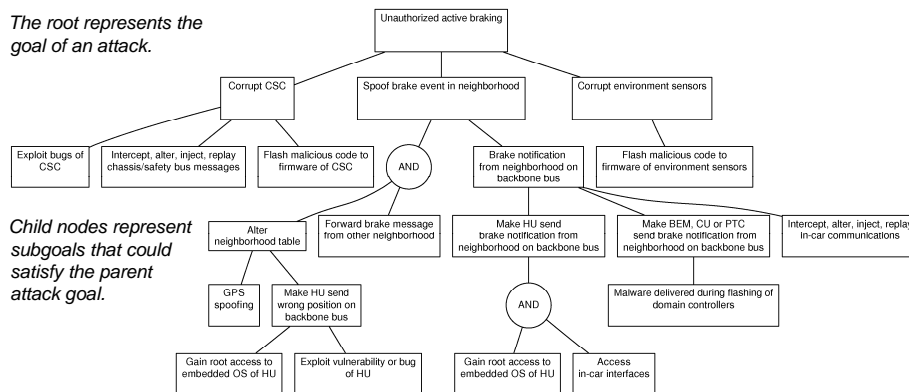 The root represents the
goal of an attack.
Unauthorized active braking
Corrupt CSC
Spoof brake event in neighborhood
Corrupt environment sensors
Exploit bugs of
CSC
Intercept, alter, inject, replay
chassis/safety bus messages
Flash malicious code to
firmware of CSC
AND
Brake notification
from neighborhood on
backbone bus
Flash malicious code to
firmware of environment sensors
Child nodes represent
subgoals that could
satisfy the parent
attack goal.
Alter
neighborhood table
Forward brake message
from other neighborhood
Make HU send
brake notification from
neighborhood on backbone bus
Make BEM, CU or PTC
send brake notification from
neighborhood on backbone bus
Intercept, alter, inject, replay
in-car communications
GPS
spoofing
Make HU send
wrong position on
backbone bus
AND
Malware delivered during flashing of
domain controllers
Gain root access to
embedded OS of HU
Exploit vulnerability or bug
of HU
Gain root access to
embedded OS of HU
Access
in-car interfaces